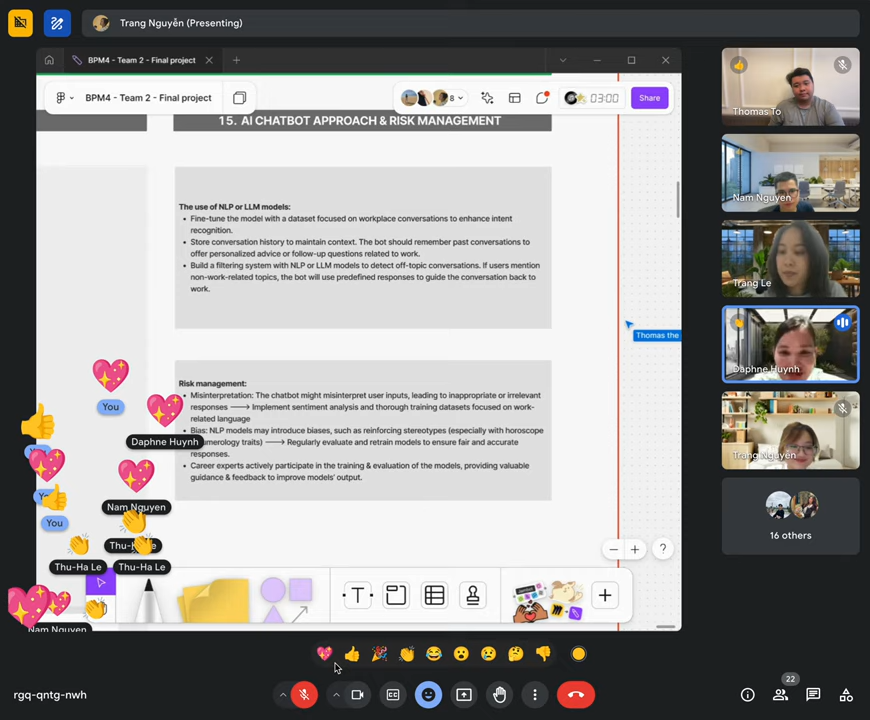 Trang Nguyễn (Presenting)
BPM4 - Team 2 - Final project
BPM4 - Team 2 - Final project
8
03:00
Share
15. AI CHATBOT APPROACH & RISK MANAGEMENT
The use of NLP or LLM models:
• Fine-tune the model with a dataset focused on workplace conversations to enhance intent
recognition.
• Store conversation history to maintain context. The bot should remember past conversations to
offer personalized advice or follow-up questions related to work.
• Build a filtering system with NLP or LLM models to detect off-topic conversations. If users mention
non-work-related topics, the bot will use predefined responses to guide the conversation back to
work.
Thomas the
Risk management:
• Misinterpretation: The chatbot might misinterpret user inputs, leading to inappropriate or irrelevant
responses ⟶ Implement sentiment analysis and thorough training datasets focused on work-
related language
• Bias: NLP models may introduce biases, such as reinforcing stereotypes (especially with horoscope
umerology traits) ⟶ Regularly evaluate and retrain models to ensure fair and accurate
responses.
• Career experts actively participate in the training & evaluation of the models, providing valuable
guidance & feedback to improve models' output.
You
Daphne Huynh
Nam Nguyen
You
Thu-Ha Le
Thu-Ha Le
Nam Nguyen
T
?
Thomas To
Nam Nguyen
Trang Le
Daphne Huynh
Trang Nguyễn
16 others
rgq-qntg-nwh
22